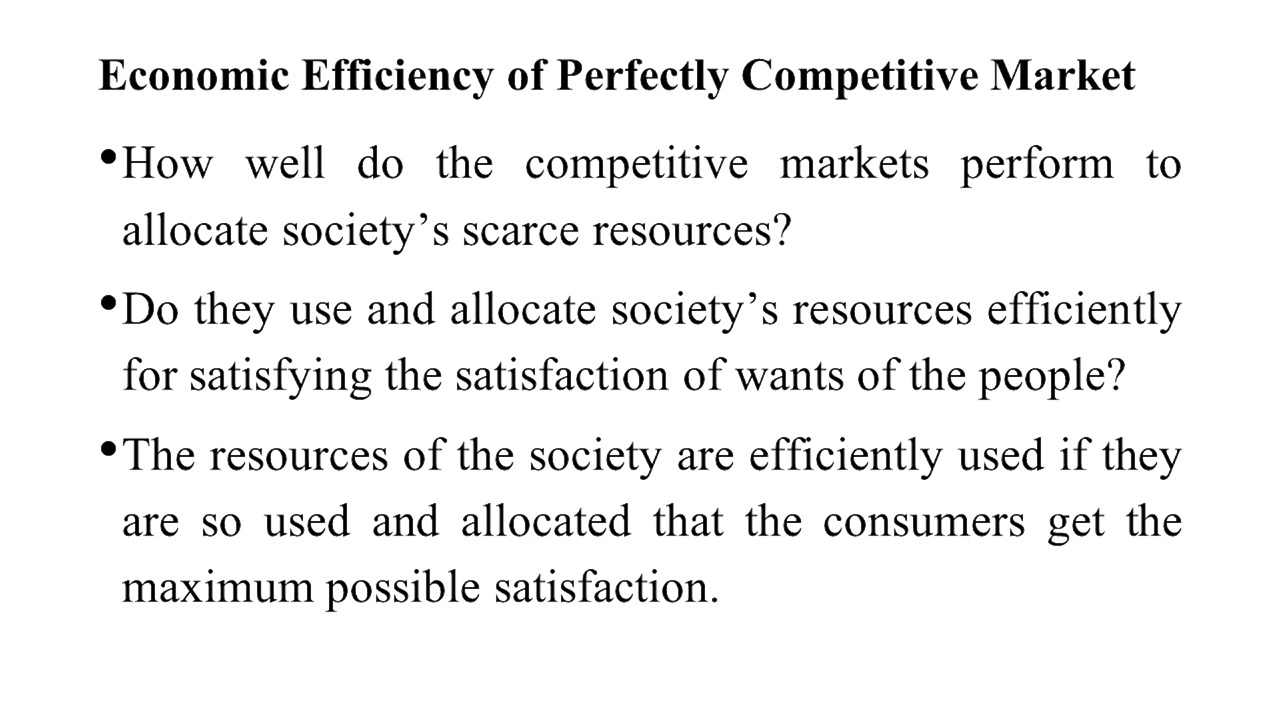 Economic Efficiency of Perfectly Competitive Market
•How well do the competitive markets perform to
allocate society’s scarce resources?
•Do they use and allocate society’s resources efficiently
for satisfying the satisfaction of wants of the people?
•The resources of the society are efficiently used if they
are so used and allocated that the consumers get the
maximum possible satisfaction.